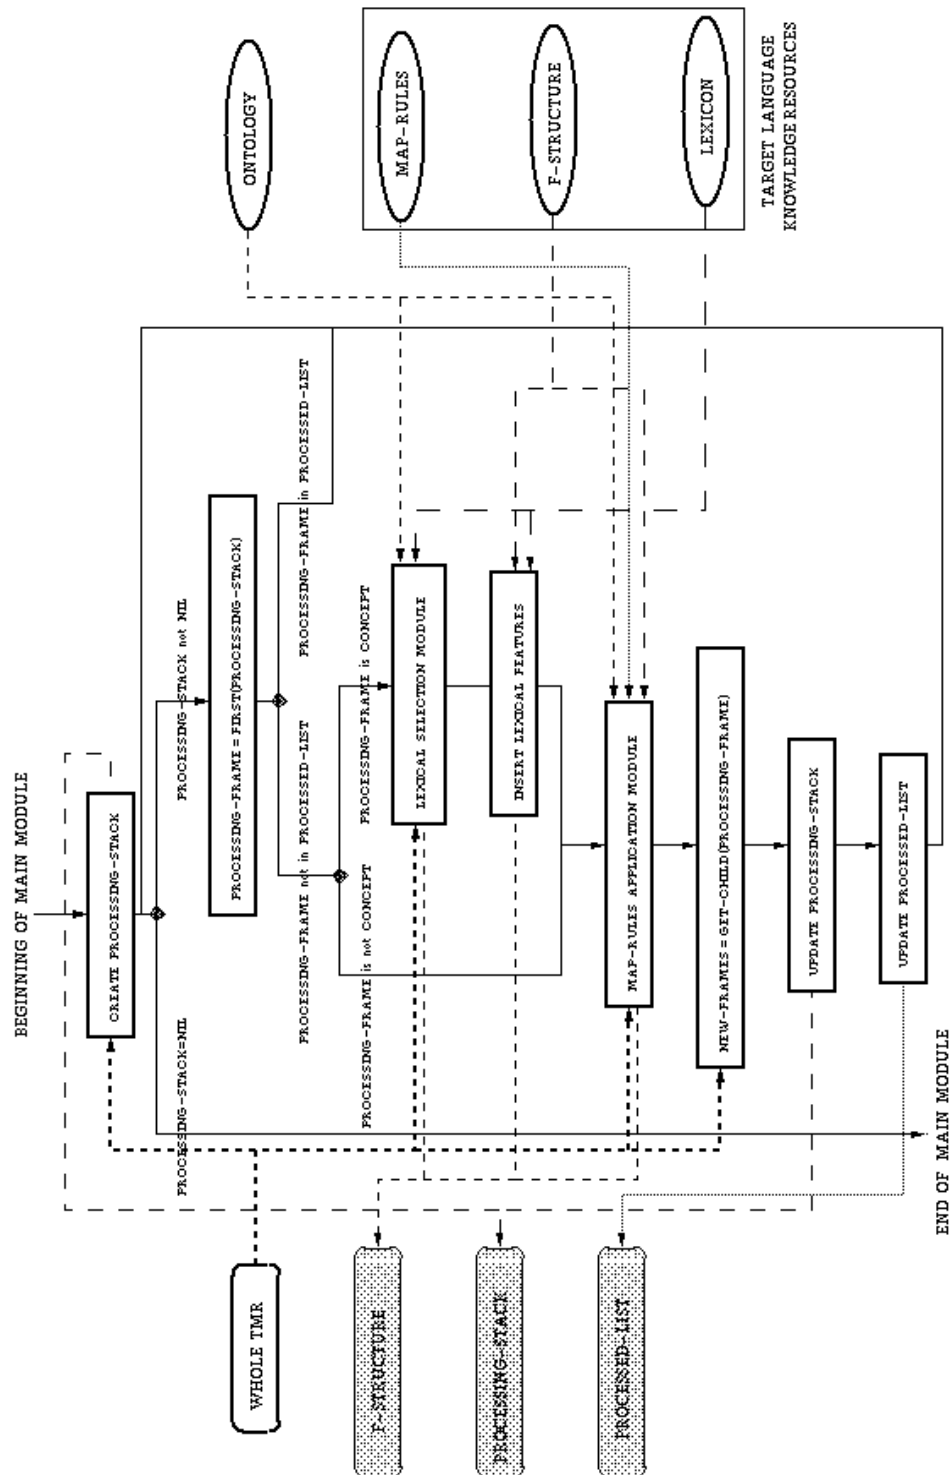 BEGINNING OF MAIN MODULE
CREATE PROCESSING-STACK
PROCESSING-STACK=NIL
PROCESSING-STACK not NIL
PROCESSING-FRAME = FIRST(PROCESSING-STACK)
PROCESSING-FRAME not in PROCESSED-LIST
PROCESSING-FRAME in PROCESSED-LIST
PROCESSING-FRAME is not CONCEPT
PROCESSING-FRAME is CONCEPT
LEXICAL SELECTION MODULE
INSERT LEXICAL FEATURES
MAP-RULES APPLICATION MODULE
NEW-FRAMES = GET-CHILD(PROCESSING-FRAME)
UPDATE PROCESSING-STACK
UPDATE PROCESSED-LIST
END OF MAIN MODULE
WHOLE TMR
F-STRUCTURE
PROCESSING-STACK
PROCESSED-LIST
ONTOLOGY
MAP-RULES
F-STRUCTURE
LEXICON
TARGET LANGUAGE
KNOWLEDGE RESOURCES